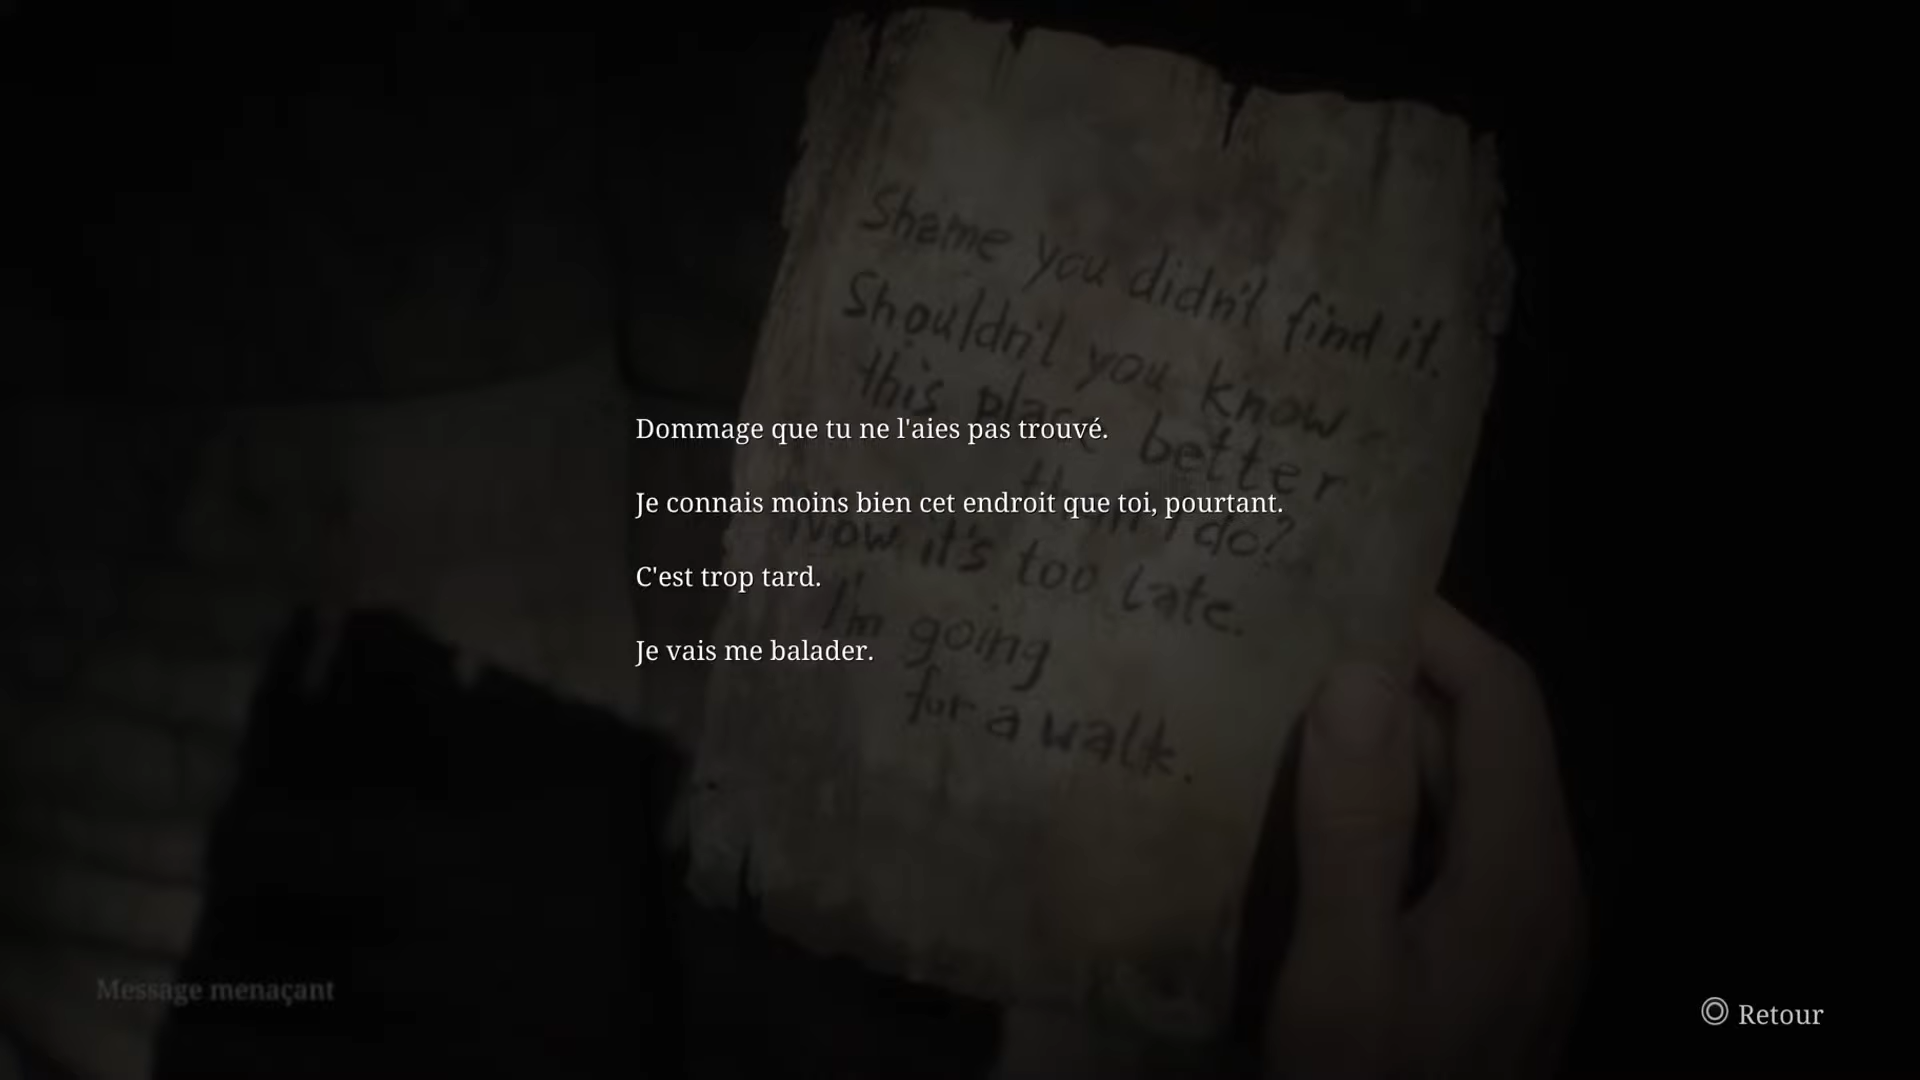 Shame you didn't find it.
Shouldn't you know
this place better
than I do?
Now it's too late.
I'm going
for a walk.
Dommage que tu ne l'aies pas trouvé.
Je connais moins bien cet endroit que toi, pourtant.
C'est trop tard.
Je vais me balader.
Message menaçant
Retour